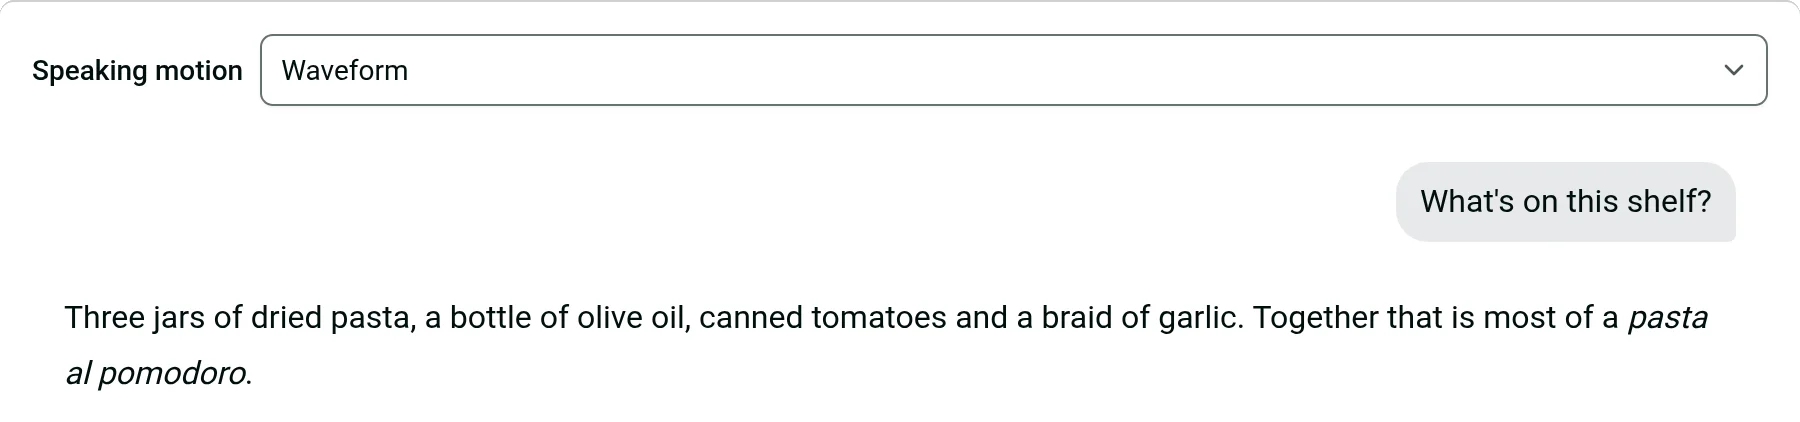 Speaking motion Waveform
What's on this shelf?
Three jars of dried pasta, a bottle of olive oil, canned tomatoes and a braid of garlic. Together that is most of a pasta
al pomodoro.